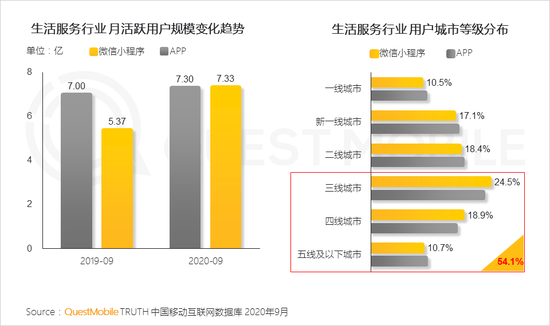 生活服务行业 月活跃用户规模变化趋势
单位：亿
微信小程序
APP
8
6
4
2
0
7.00
5.37
7.30
7.33
2019-09
2020-09
生活服务行业 用户城市等级分布
微信小程序
APP
一线城市
10.5%
新一线城市
17.1%
二线城市
18.4%
三线城市
24.5%
四线城市
18.9%
五线及以下城市
10.7%
54.1%
QUESTMOBILE
Source：QuestMobile TRUTH 中国移动互联网数据库 2020年9月